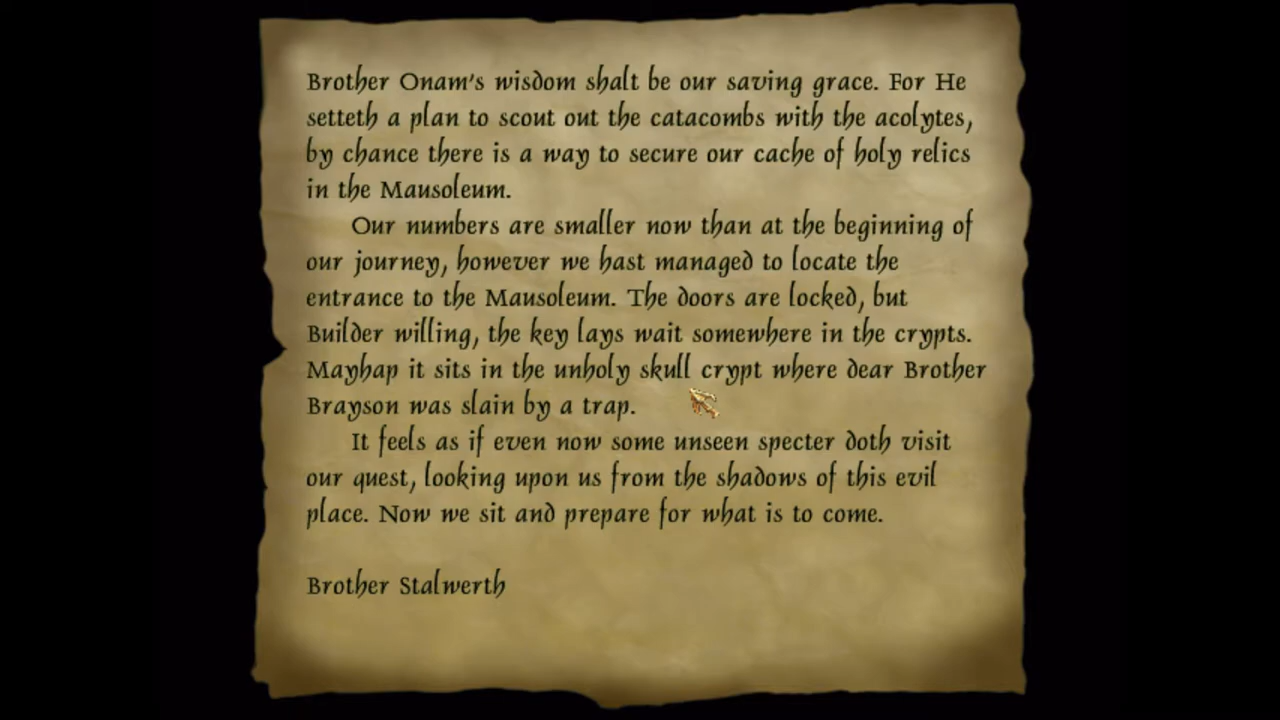 Brother Onam's wisdom shalt be our saving grace. For He
setteth a plan to scout out the catacombs with the acolytes,
by chance there is a way to secure our cache of holy relics
in the Mausoleum.
Our numbers are smaller now than at the beginning of
our journey, however we hast managed to locate the
entrance to the Mausoleum. The doors are locked, but
Builder willing, the key lays wait somewhere in the crypts.
Mayhap it sits in the unholy skull crypt where dear Brother
Brayson was slain by a trap.
It feels as if even now some unseen specter doth visit
our quest, looking upon us from the shadows of this evil
place. Now we sit and prepare for what is to come.
Brother Stalwerth